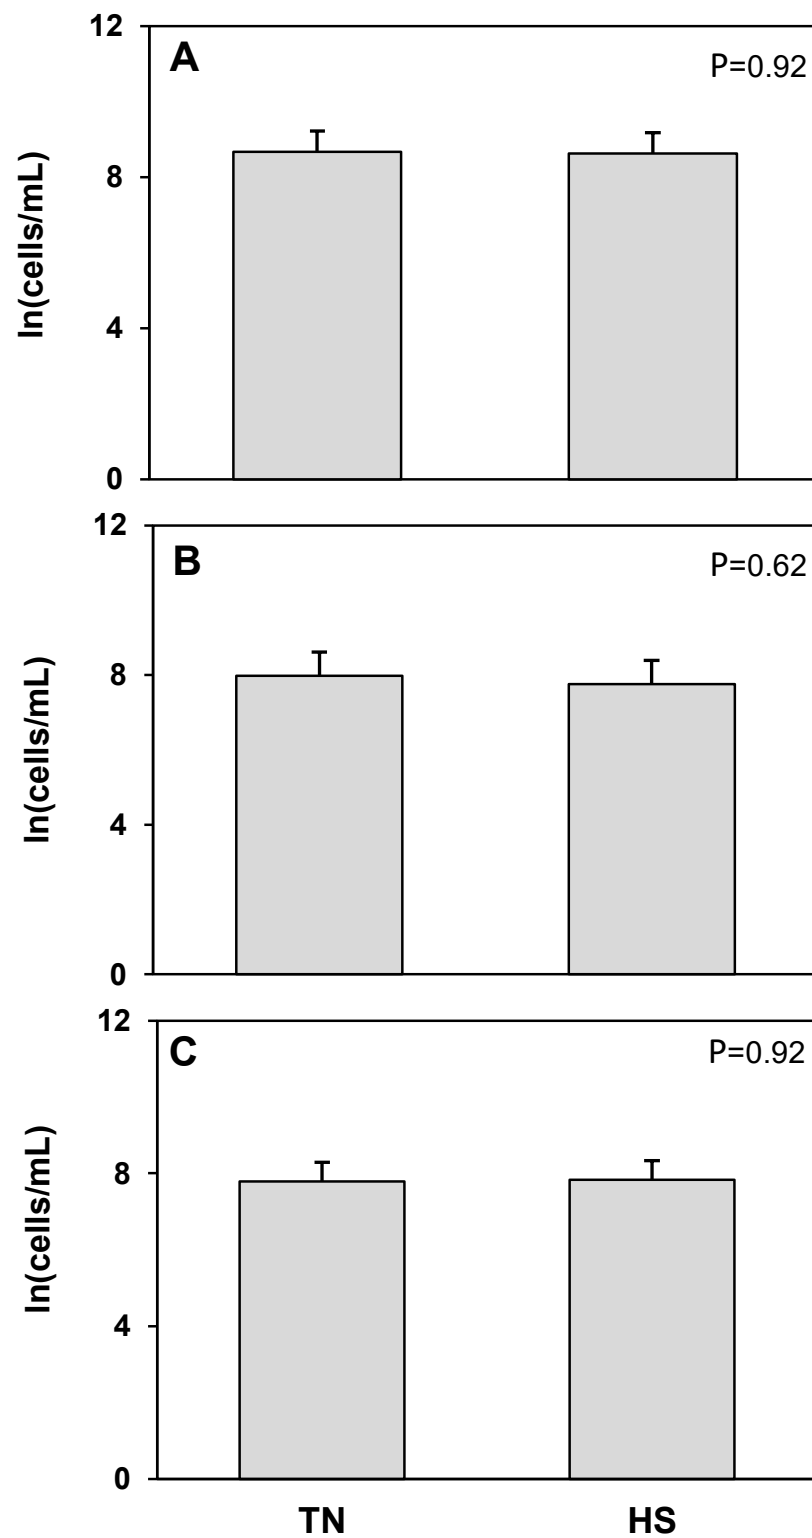 12
A
P=0.92
8
ln(cells/mL)
4
0
12
B
P=0.62
8
ln(cells/mL)
4
0
12
C
P=0.92
8
ln(cells/mL)
4
0
TN HS